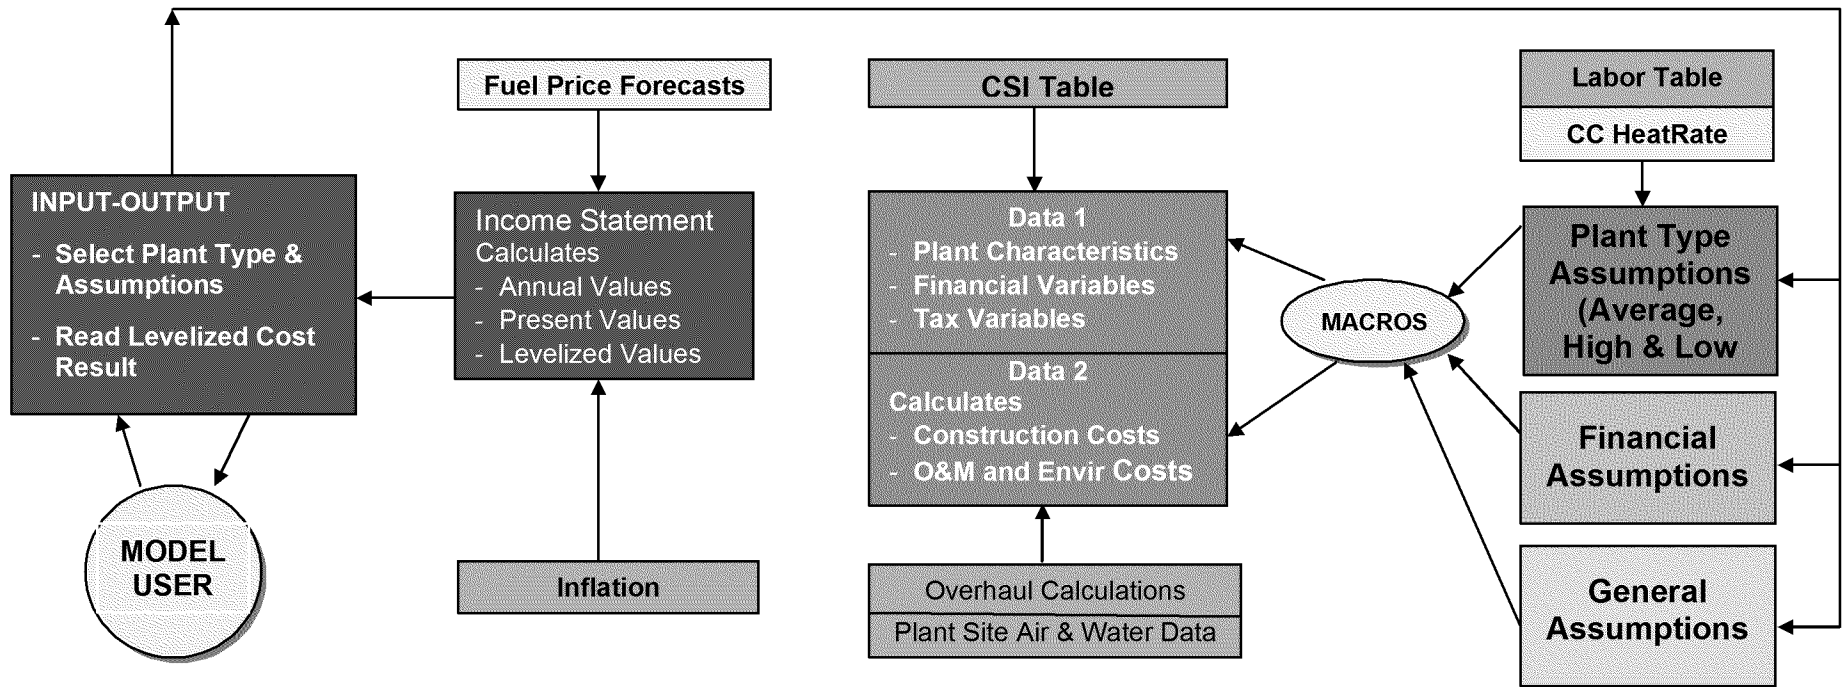 Fuel Price Forecasts
CSI Table
Labor Table
CC HeatRate
INPUT-OUTPUT
- Select Plant Type &
Assumptions
- Read Levelized Cost
Result
Income Statement
Calculates
- Annual Values
- Present Values
- Levelized Values
Data 1
- Plant Characteristics
- Financial Variables
- Tax Variables
Data 2
Calculates
- Construction Costs
- O&M and Envir Costs
MACROS
Plant Type
Assumptions
(Average,
High & Low
Financial
Assumptions
General
Assumptions
MODEL
USER
Inflation
Overhaul Calculations
Plant Site Air & Water Data